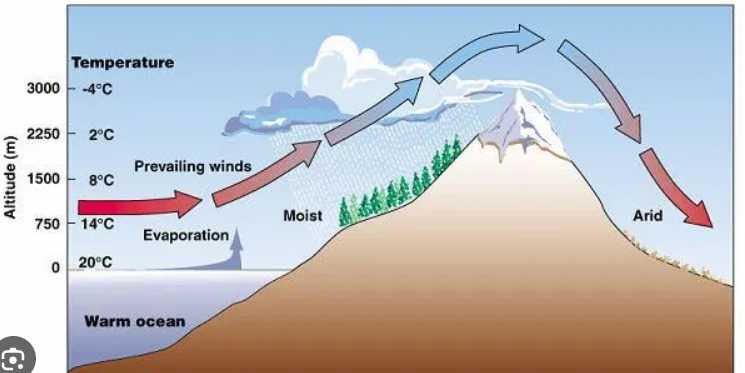 Temperature
3000 -4°C
2250 2°C
Prevailing winds
1500 8°C
Moist
Arid
750 14°C
Evaporation
0 20°C
Altitude (m)
Warm ocean